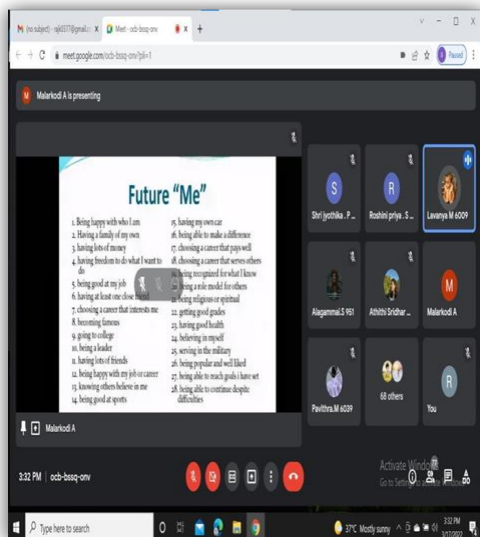 (no subject) - rajk0377@gmail.c
Meet - ocb-bssq-onv
meet.google.com/ocb-bssq-onv?pli=1
Paused
M
Malarkodi A is presenting
Future “Me”
1. Being happy with who I am
2. Having a family of my own
3. having lots of money
4. having freedom to do what I want to
do
5. being good at my job
6. having at least one close friend
7. choosing a career that interests me
8. becoming famous
9. going to college
10. being a leader
11. having lots of friends
12. being happy with my job or career
13. knowing others believe in me
14. being good at sports
15. having my own car
16. being able to make a difference
17. choosing a career that pays well
18. choosing a career that serves others
being recognized for what I know
being a role model for others
being religious or spiritual
22. getting good grades
23. having good health
24. believing in myself
25. serving in the military
26. being popular and well liked
27. being able to reach goals i have set
28. being able to continue despite
difficulties
Malarkodi A
S
Shri Jyothika . P ...
R
Roshini priya . S ...
Lavanya M 6009
Alagammai.S 951
Athithi Sridhar ...
M
Malarkodi A
Pavithra.M 6039
68 others
R
You
3:32 PM | ocb-bssq-onv
Activate Windows
Go to Settings to activate Windows.
Type here to search
37°C Mostly sunny
3:32 PM